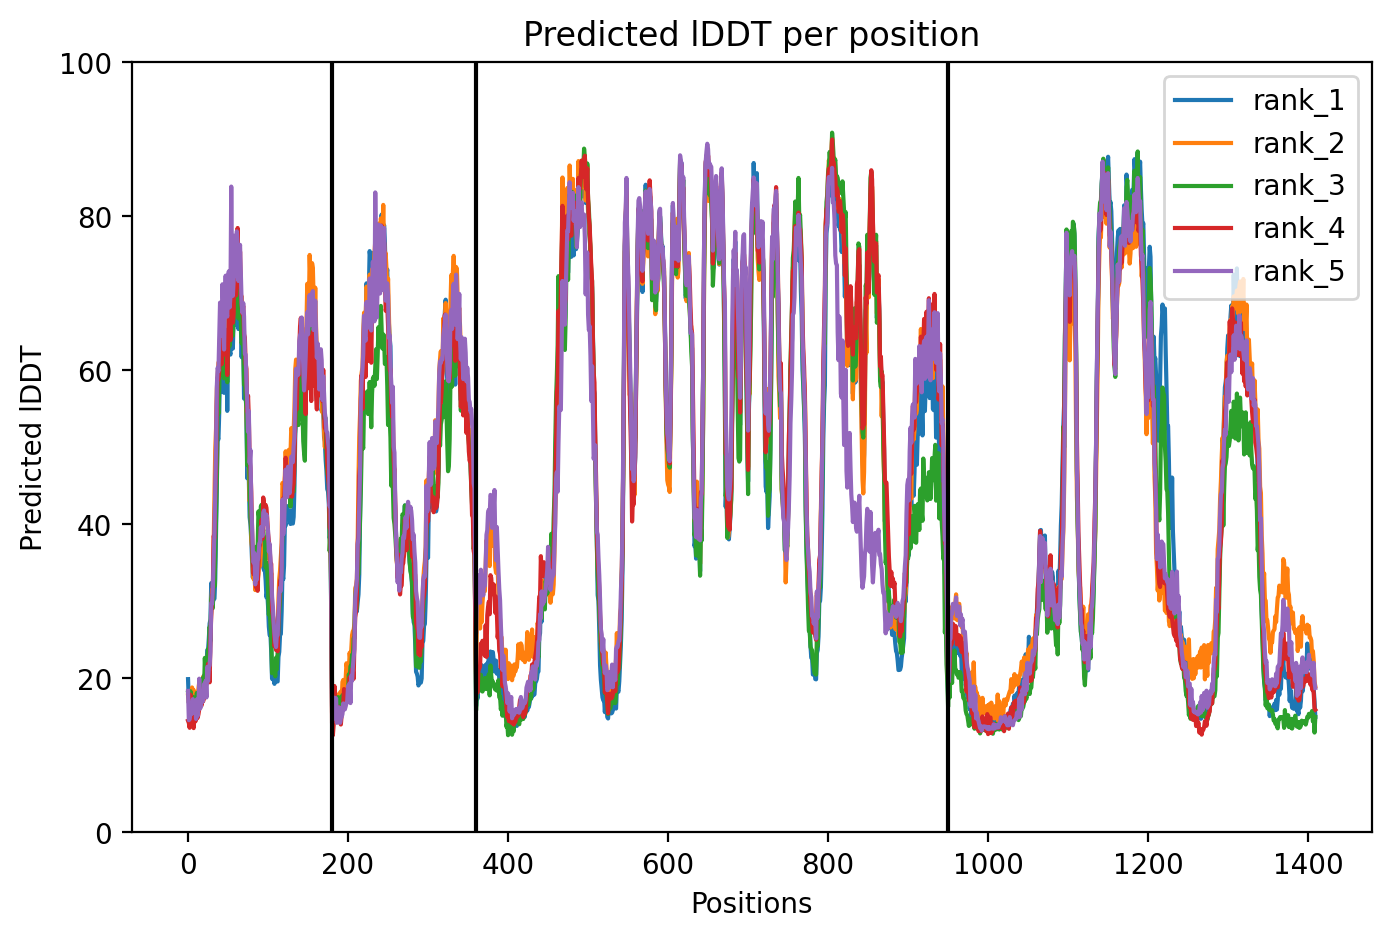 Predicted lDDT per position
100
80
60
40
20
0
Predicted lDDT
rank_1
rank_2
rank_3
rank_4
rank_5
0 200 400 600 800 1000 1200 1400
Positions